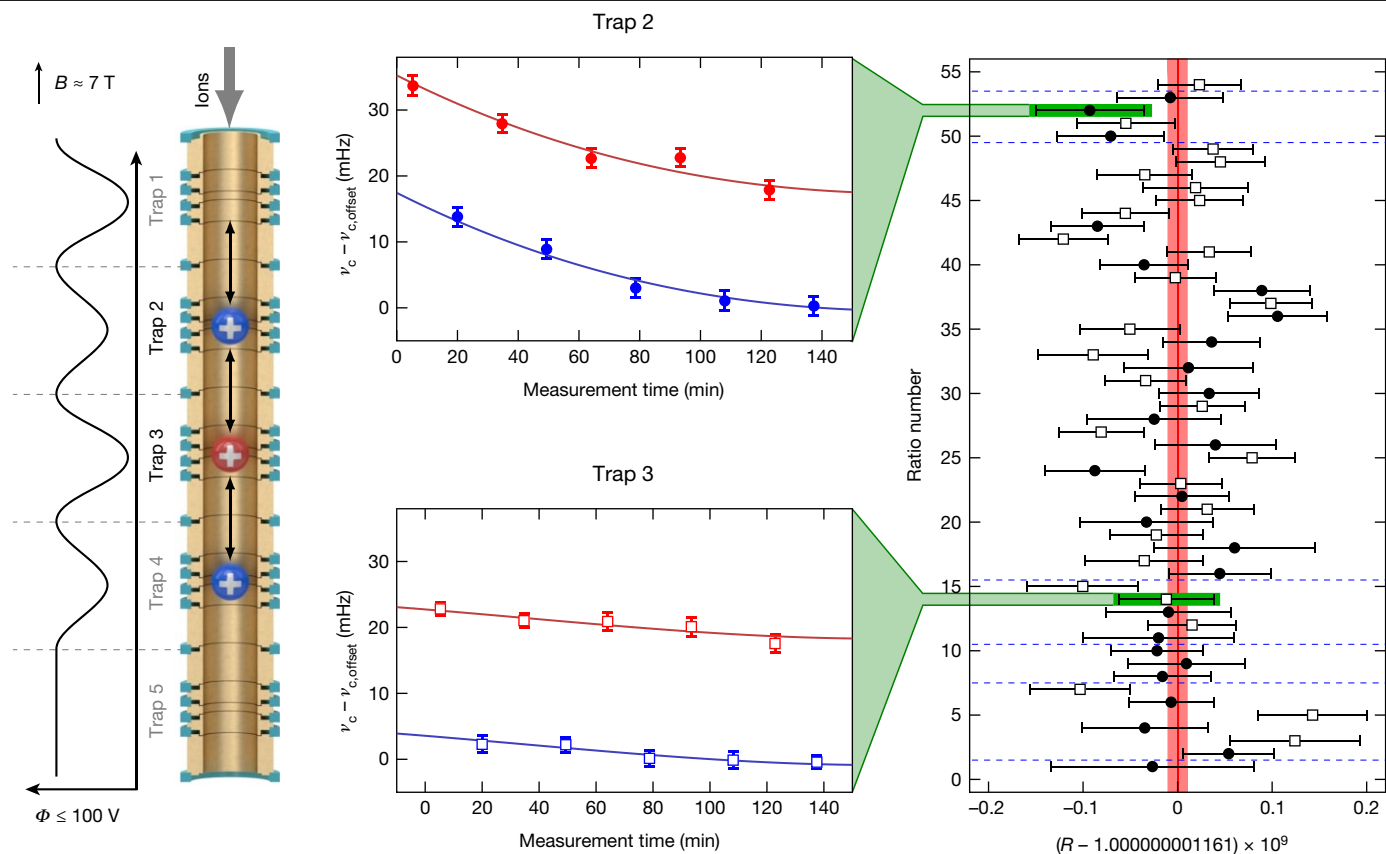 B ≈ 7 T
Ions
Trap 1
Trap 2
Trap 3
Trap 4
Trap 5
Φ ≤ 100 V
Trap 2
νc − νc,offset (mHz)
30
20
10
0
0 20 40 60 80 100 120 140
Measurement time (min)
Trap 3
νc − νc,offset (mHz)
30
20
10
0
0 20 40 60 80 100 120 140
Measurement time (min)
Ratio number
55
50
45
40
35
30
25
20
15
10
5
0
−0.2 −0.1 0 0.1 0.2
(R − 1.000000001161) × 10⁹